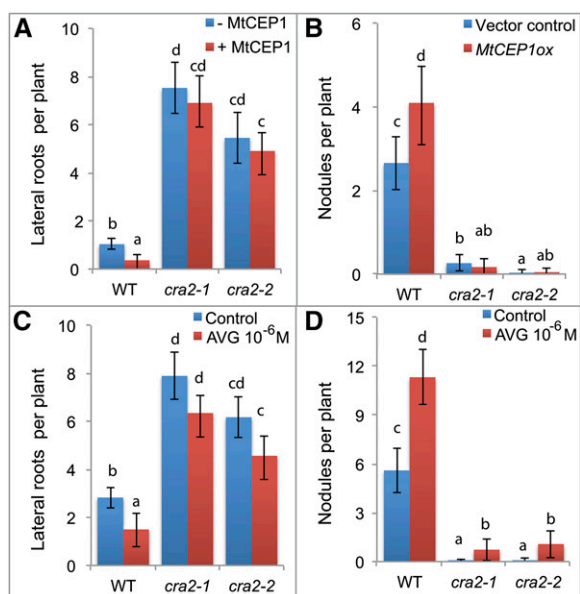 A
- MtCEP1
+ MtCEP1
Lateral roots per plant
10
8
6
4
2
0
b
a
d
cd
cd
c
WT
cra2-1
cra2-2
B
Vector control
MtCEP1ox
Nodules per plant
6
4
2
0
c
d
b
ab
a
ab
WT
cra2-1
cra2-2
C
Control
AVG 10⁻⁶M
Lateral roots per plant
10
8
6
4
2
0
b
a
d
d
cd
c
WT
cra2-1
cra2-2
D
Control
AVG 10⁻⁶M
Nodules per plant
15
12
9
6
3
0
c
d
a
b
a
b
WT
cra2-1
cra2-2